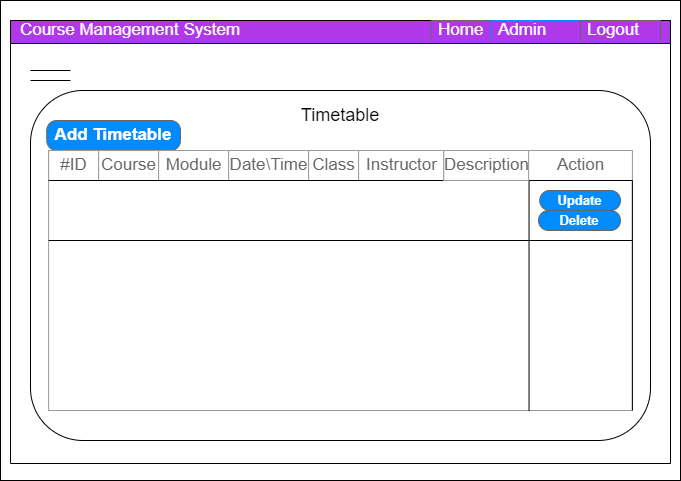 Course Management System Home Admin Logout
Timetable
Add Timetable
#ID Course Module Date\Time Class Instructor Description Action
Update
Delete